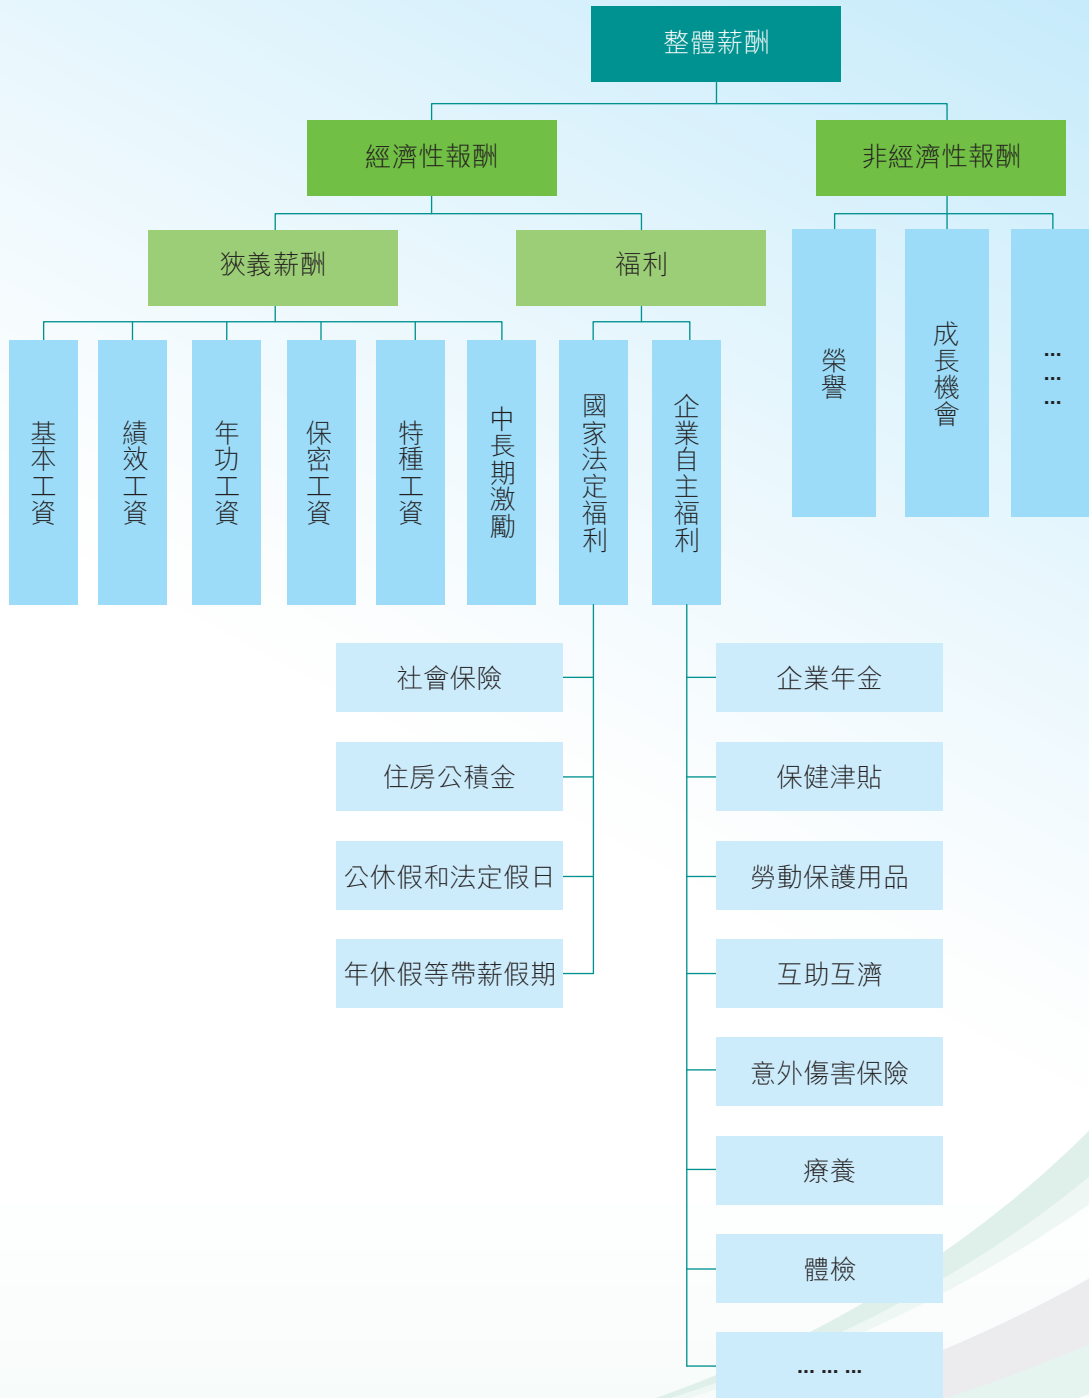 整體薪酬
經濟性報酬
非經濟性報酬
狹義薪酬
福利
基本工資
績效工資
年功工資
保密工資
特種工資
中長期激勵
國家法定福利
企業自主福利
榮譽
成長機會
…
…
…
社會保險
住房公積金
公休假和法定假日
年休假等帶薪假期
企業年金
保健津貼
勞動保護用品
互助互濟
意外傷害保險
療養
體檢
… … …